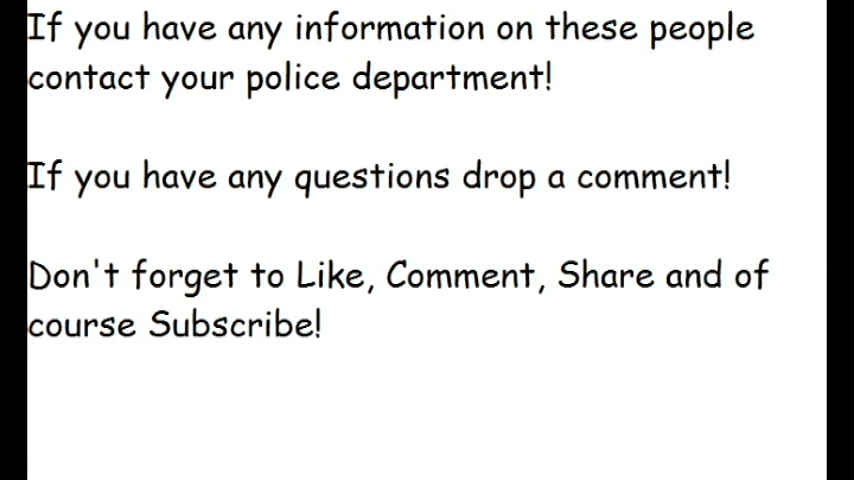 If you have any information on these people
contact your police department!
If you have any questions drop a comment!
Don't forget to Like, Comment, Share and of
course Subscribe!